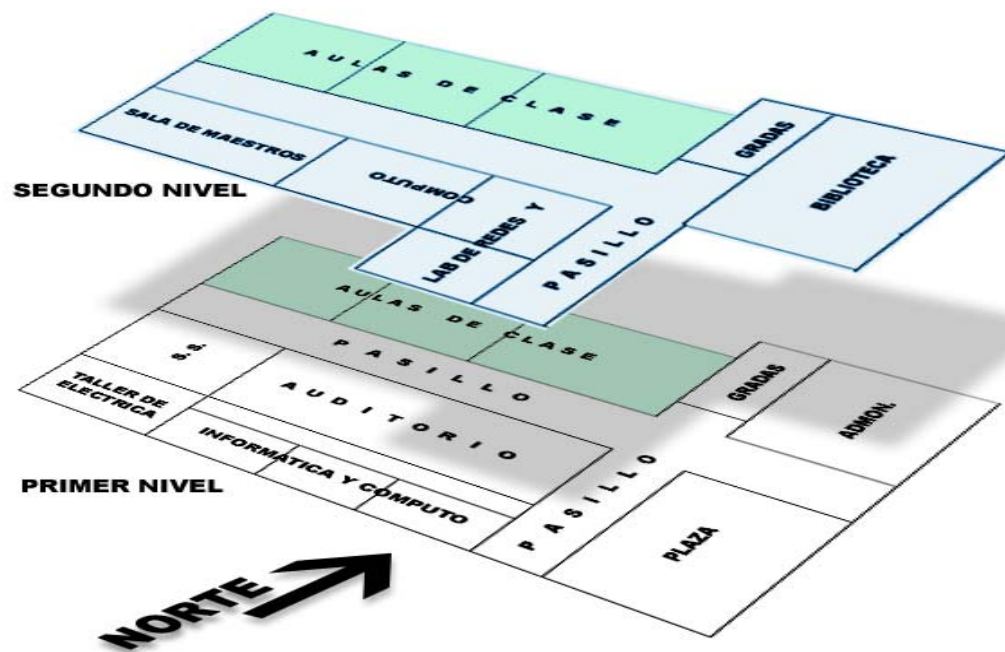 AULAS DE CLASE
GRADAS
SALA DE MAESTROS
BIBLIOTECA
COMPUTO
LAB DE REDES Y
PASILLO
SEGUNDO NIVEL
AULAS DE CLASE
PASILLO
S. S.
GRADAS
TALLER DE
ELECTRICA
AUDITORIO
ADMON.
INFORMATICA Y COMPUTO
PASILLO
PLAZA
PRIMER NIVEL
NORTE